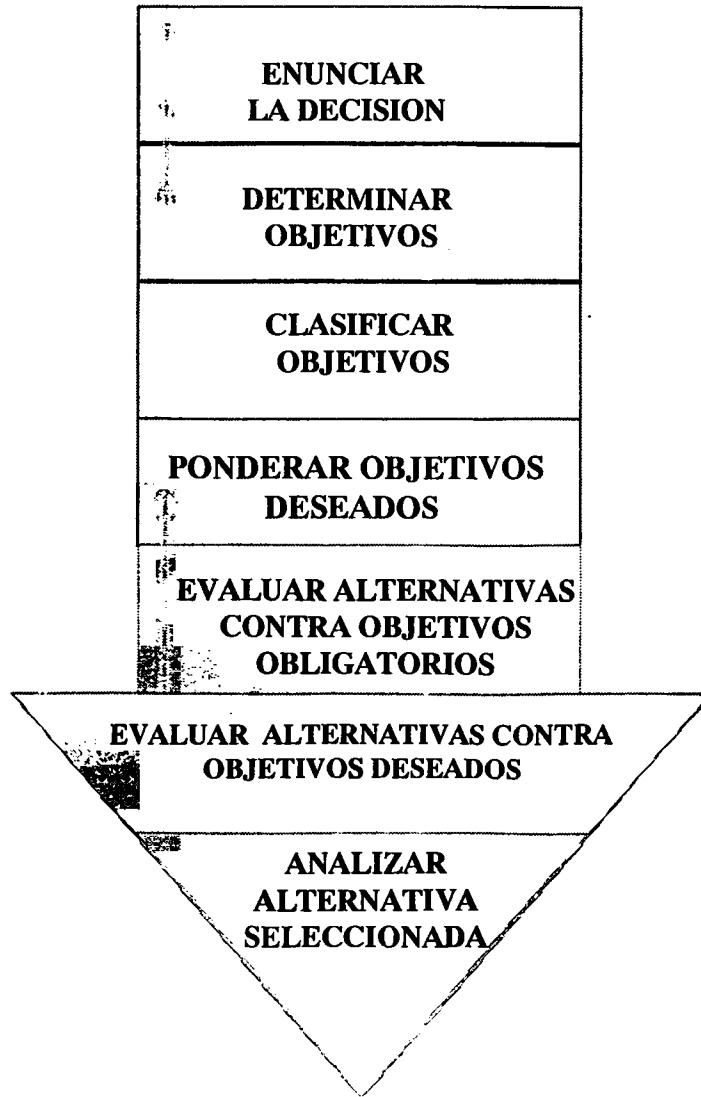 ENUNCIAR
LA DECISION
DETERMINAR
OBJETIVOS
CLASIFICAR
OBJETIVOS
PONDERAR OBJETIVOS
DESEADOS
EVALUAR ALTERNATIVAS
CONTRA OBJETIVOS
OBLIGATORIOS
EVALUAR ALTERNATIVAS CONTRA
OBJETIVOS DESEADOS
ANALIZAR
ALTERNATIVA
SELECCIONADA